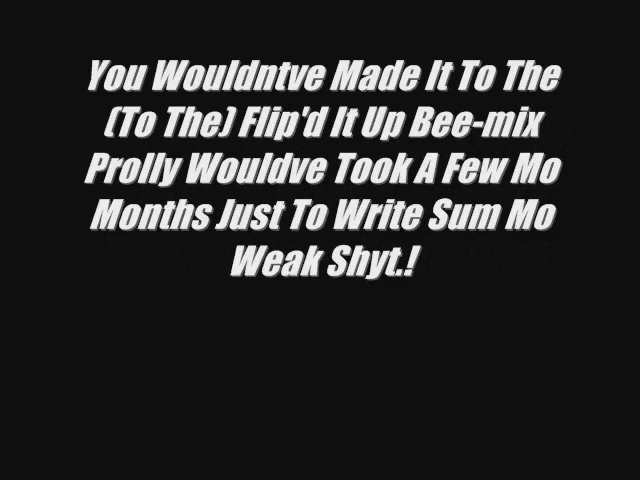 You Wouldntve Made It To The
(To The) Flip'd It Up Bee-mix
Prolly Wouldve Took A Few Mo
Months Just To Write Sum Mo
Weak Shyt.!